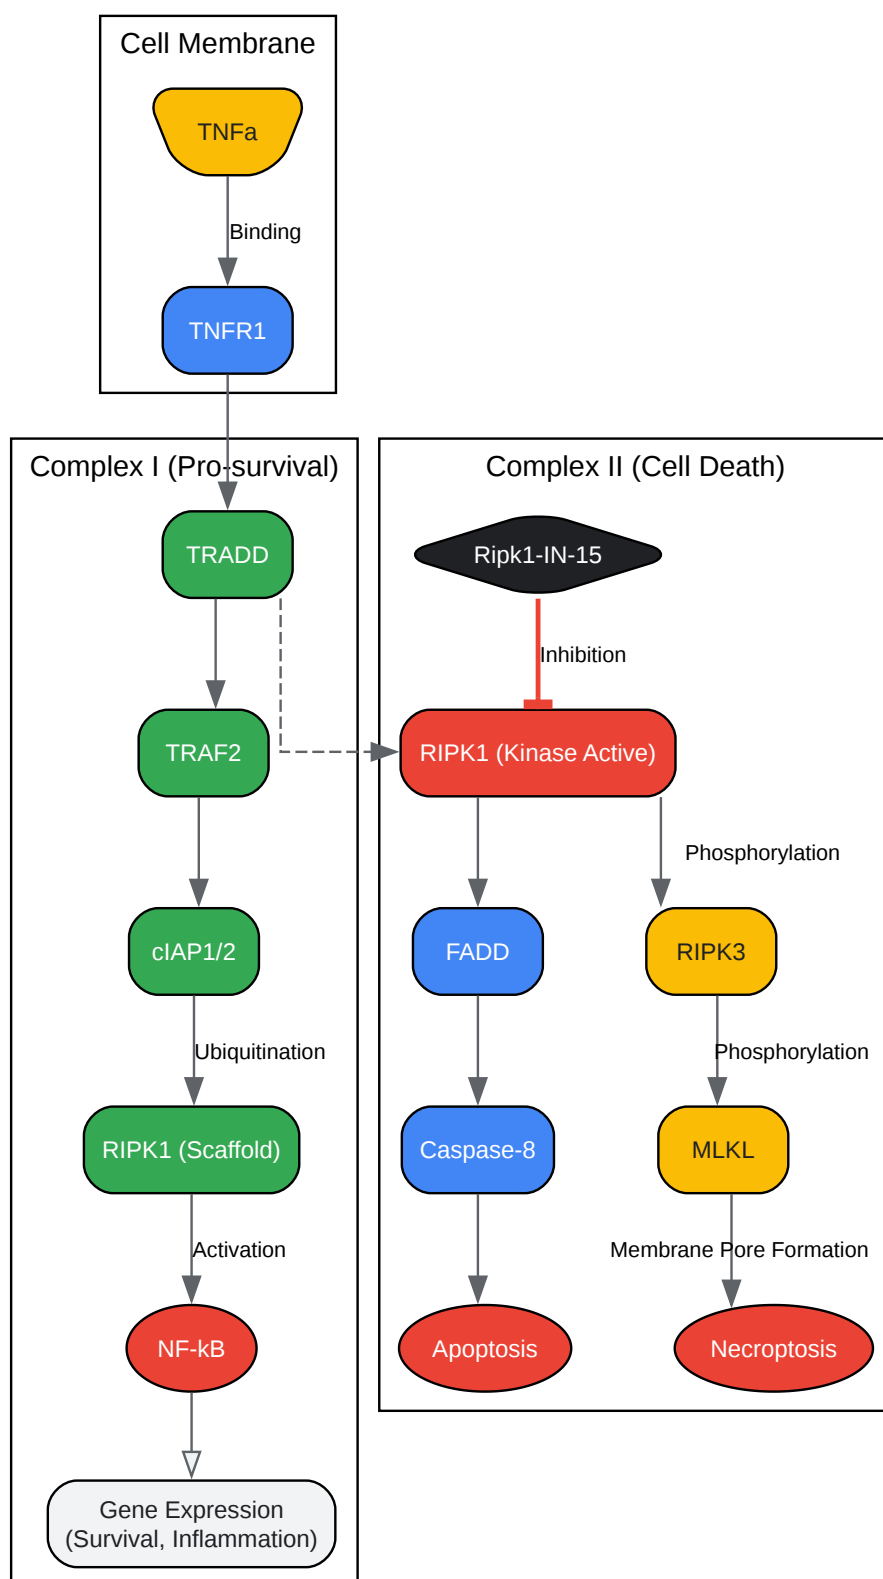 Cell Membrane
TNFa
Binding
TNFR1
Complex I (Pro-survival)
TRADD
TRAF2
cIAP1/2
Ubiquitination
RIPK1 (Scaffold)
Activation
NF-kB
Gene Expression
(Survival, Inflammation)
Complex II (Cell Death)
Ripk1-IN-15
Inhibition
RIPK1 (Kinase Active)
Phosphorylation
FADD
RIPK3
Phosphorylation
Caspase-8
MLKL
Membrane Pore Formation
Apoptosis
Necroptosis